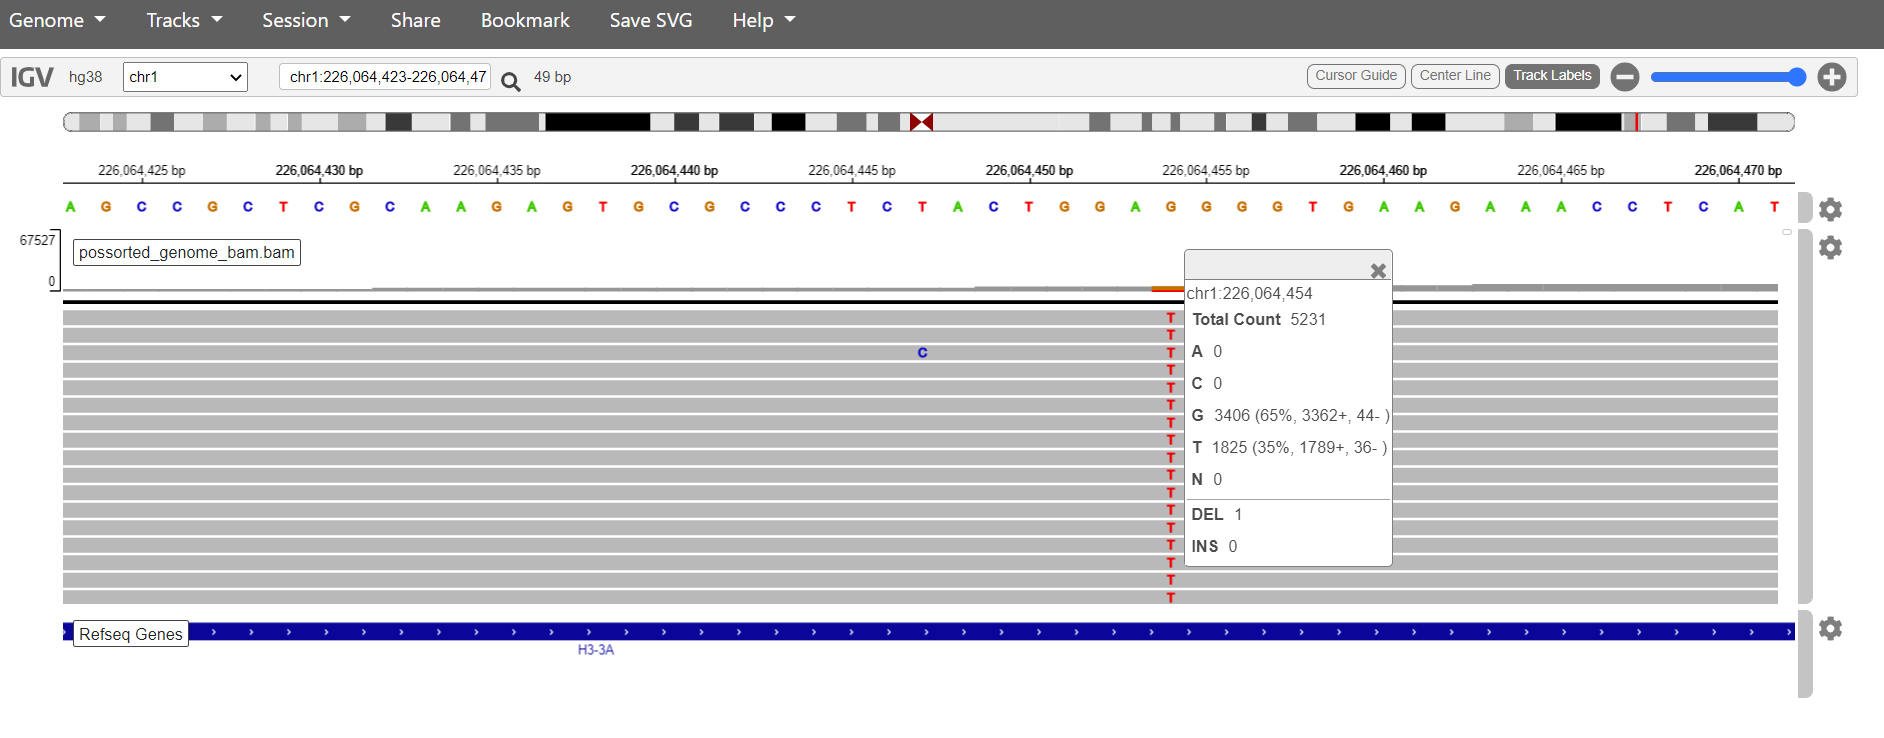 Genome Tracks Session Share Bookmark Save SVG Help
IGV hg38 chr1 chr1:226,064,423-226,064,47 49 bp Cursor Guide Center Line Track Labels
226,064,425 bp 226,064,430 bp 226,064,435 bp 226,064,440 bp 226,064,445 bp 226,064,450 bp 226,064,455 bp 226,064,460 bp 226,064,465 bp 226,064,470 bp
A G C C G C T C G C A A G A G T G C G C C C T C T A C T G G A G G G G T G A A G A A A C C T C A T
67527
possorted_genome_bam.bam
0
chr1:226,064,454
Total Count 5231
A 0
C 0
G 3406 (65%, 3362+, 44- )
T 1825 (35%, 1789+, 36- )
N 0
DEL 1
INS 0
T
T
C T
T
T
T
T
T
T
T
T
T
T
T
T
T
T
Refseq Genes
H3-3A